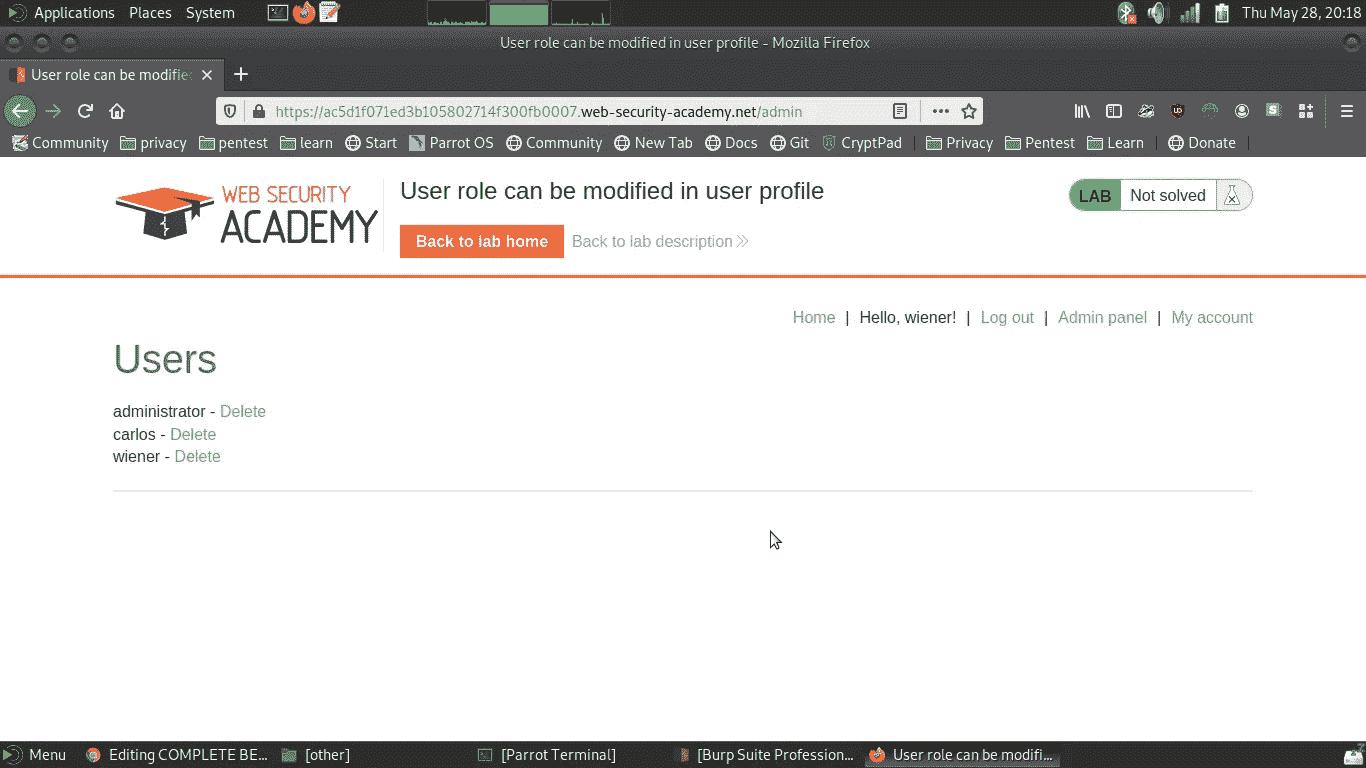 Applications Places System Thu May 28, 20:18
User role can be modified in user profile - Mozilla Firefox
User role can be modifie
https://ac5d1f071ed3b105802714f300fb0007.web-security-academy.net/admin
Community privacy pentest learn Start Parrot OS Community New Tab Docs Git CryptPad Privacy Pentest Learn Donate
WEB SECURITY
ACADEMY
User role can be modified in user profile
LAB Not solved
Back to lab home Back to lab description
Home | Hello, wiener! | Log out | Admin panel | My account
Users
administrator - Delete
carlos - Delete
wiener - Delete
Menu Editing COMPLETE BE... [other] [Parrot Terminal] [Burp Suite Profession... User role can be modifi...